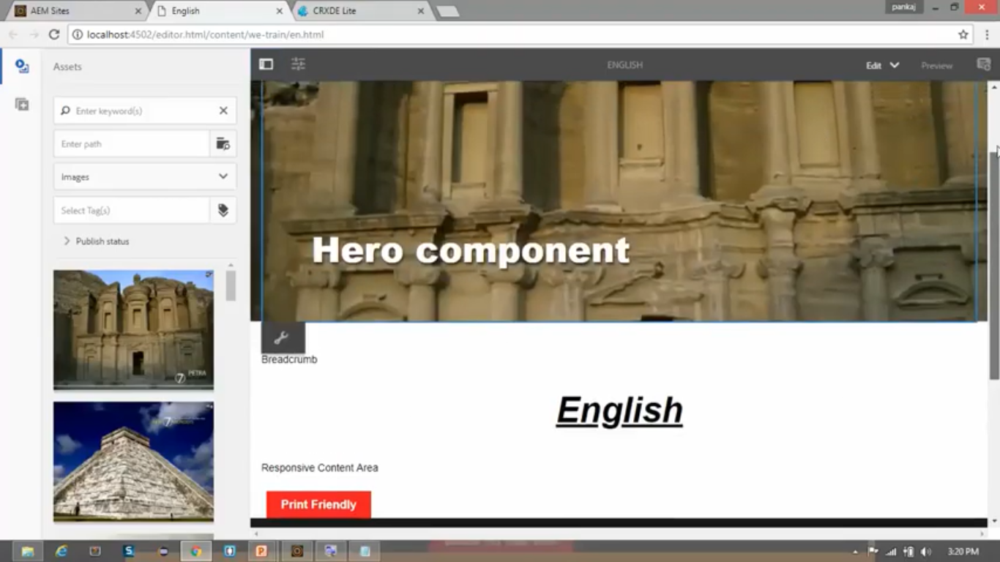 AEM Sites
English
CRXDE Lite
pankaj
localhost:4502/editor.html/content/we-train/en.html
Assets
ENGLISH
Edit
Preview
Enter keyword(s)
Enter path
Images
Select Tag(s)
Publish status
Hero component
7 PETRA
7
Breadcrumb
English
Responsive Content Area
Print Friendly
3:20 PM